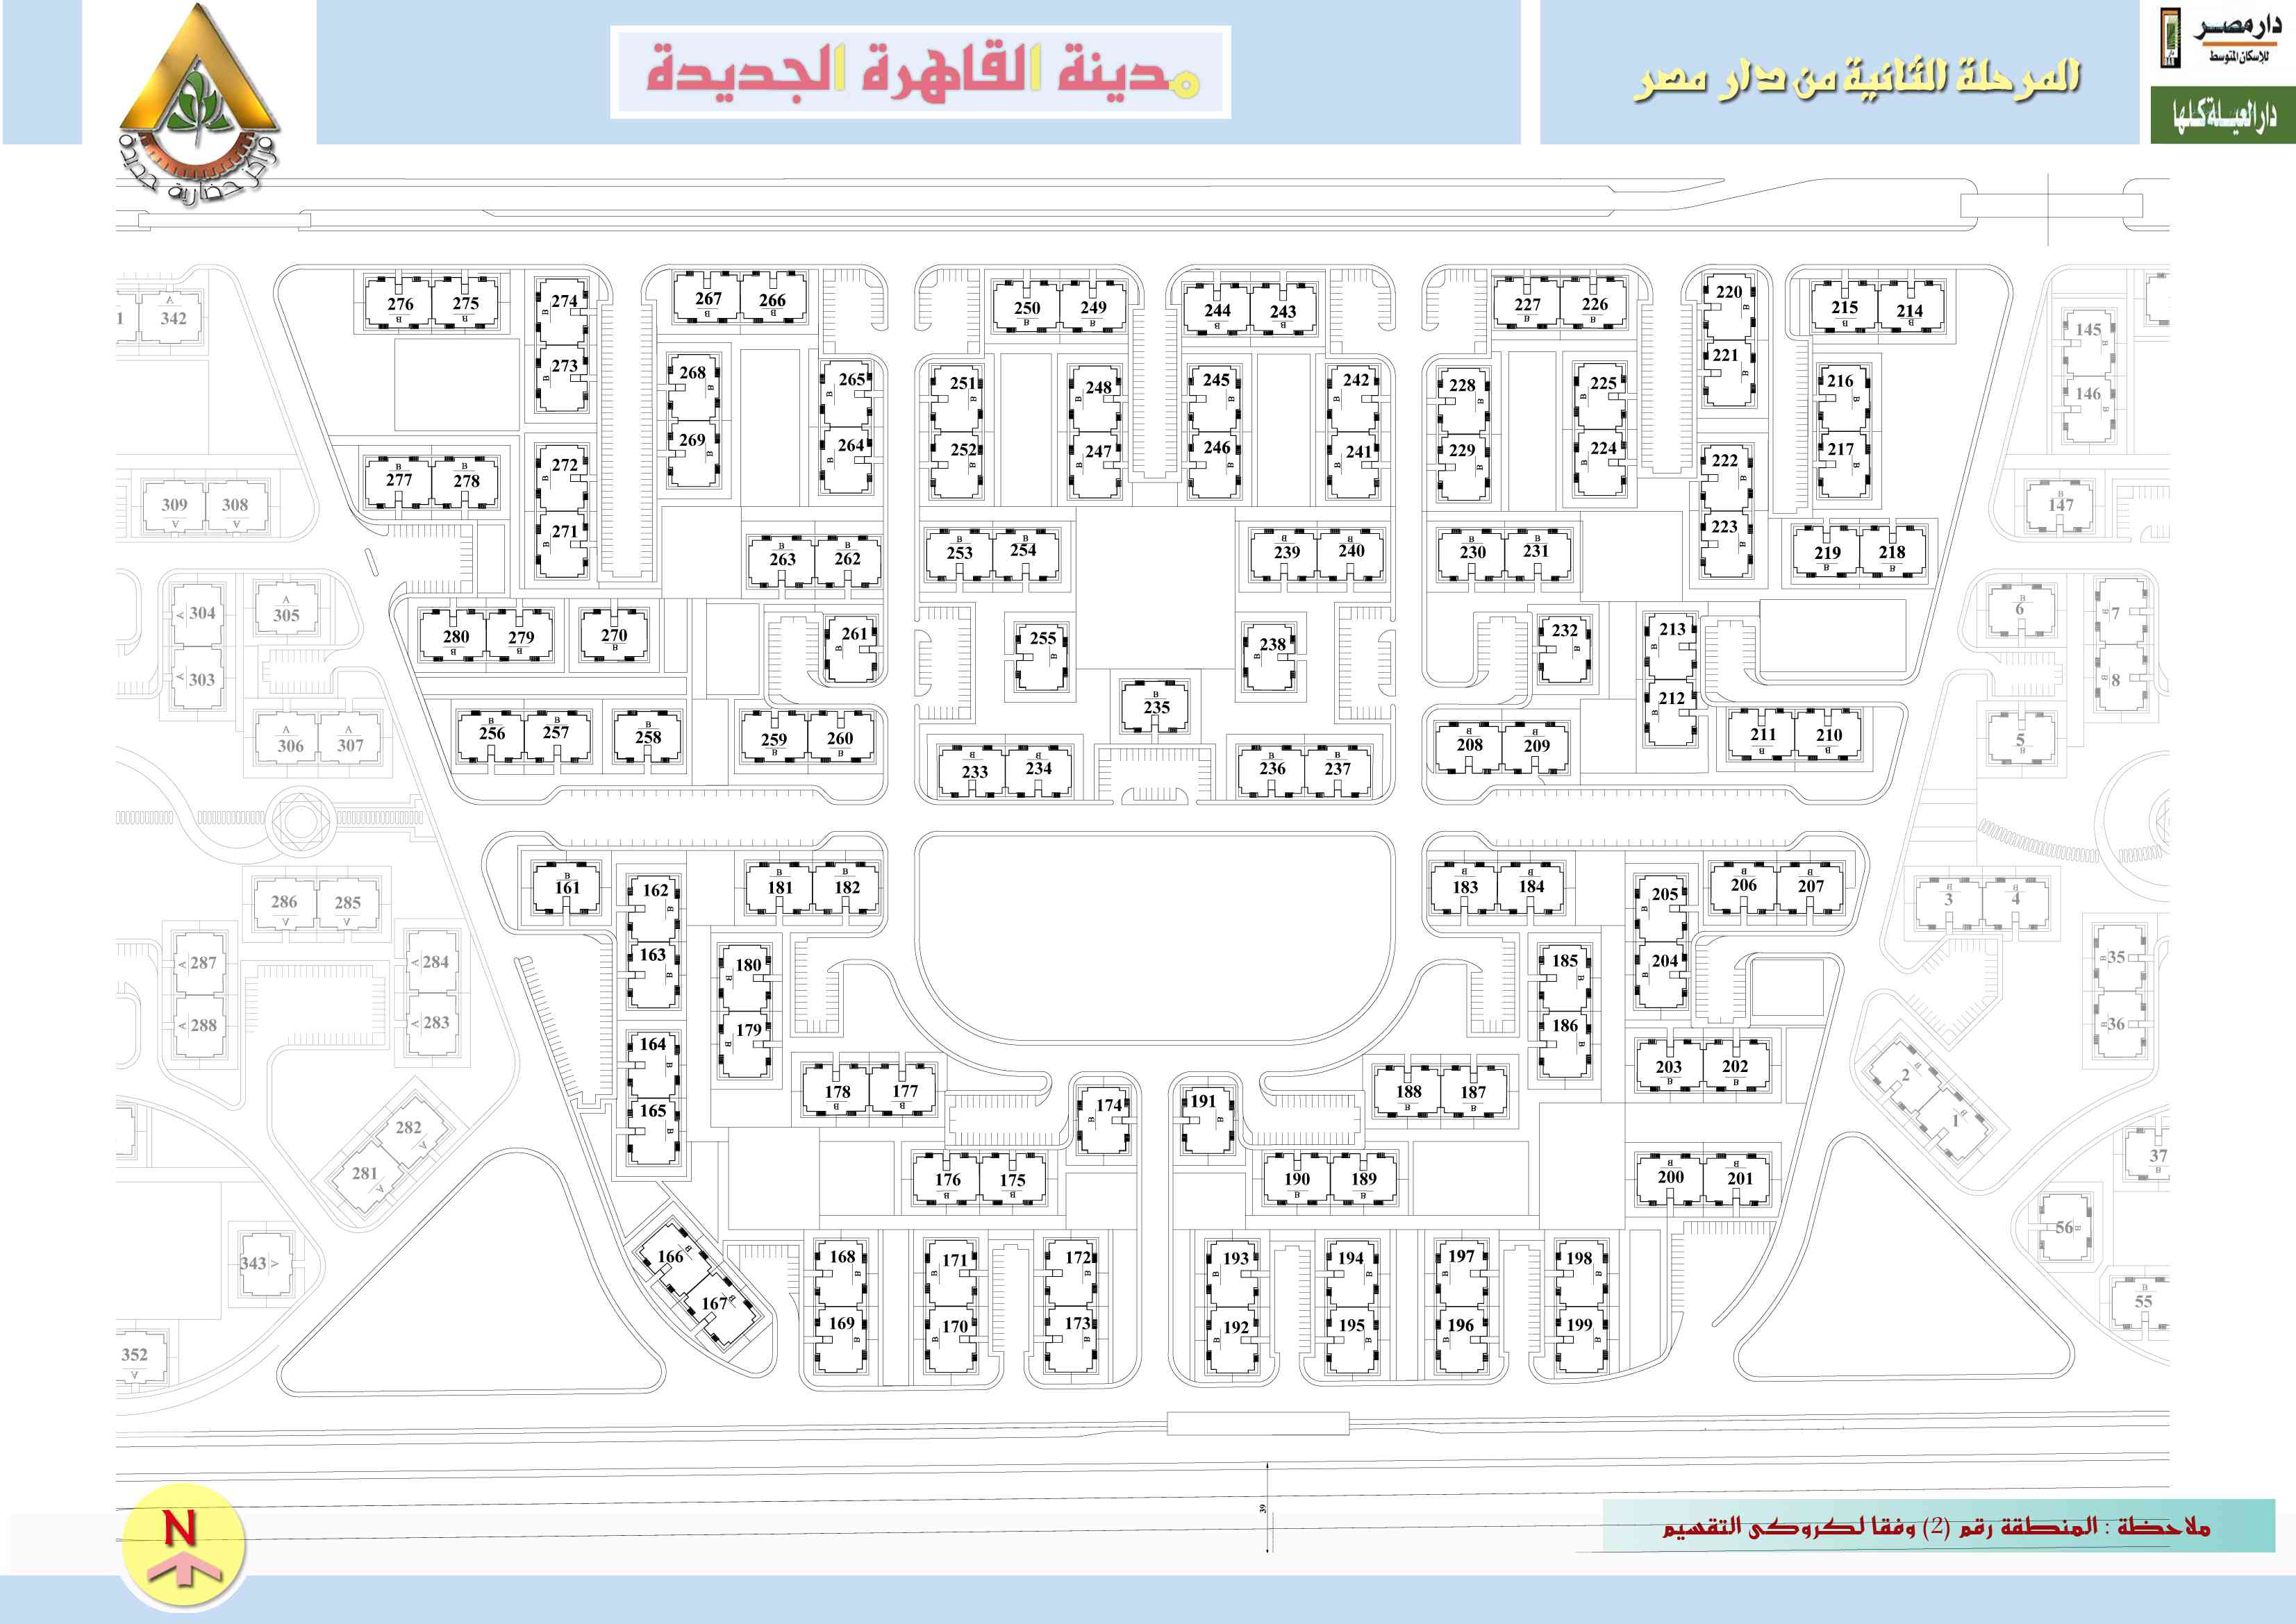 دار مصر
للإسكان المتوسط
دار العيلة كلها
المرحلة الثانية من دار مصر
مدينة القاهرة الجديدة
مراكز حضارية جديدة
276 275 274 267 266 250 249 244 243 227 226 220 215 214
1 342 273 268 265 251 248 245 242 228 225 221 216 145
146
269 264 252 247 246 241 229 224 222 217
277 278 272
309 308 271 263 262 253 254 239 240 230 231 223 219 218 147
304 305 280 279 270 261 255 238 232 213 6 7
303 235 212 8
306 307 256 257 258 259 260 233 234 236 237 208 209 211 210 5
286 285 161 162 181 182 183 184 205 206 207 3 4
287 284 163 180 185 204 35
288 283 164 179 186 36
282 165 178 177 174 191 188 187 203 202 2 1
281 176 175 190 189 200 201 37
343 166 168 171 172 193 194 197 198 56
352 167 169 170 173 192 195 196 199 55
39
N
ملاحظة : المنطقة رقم (2) وفقا لكروكى التقسيم